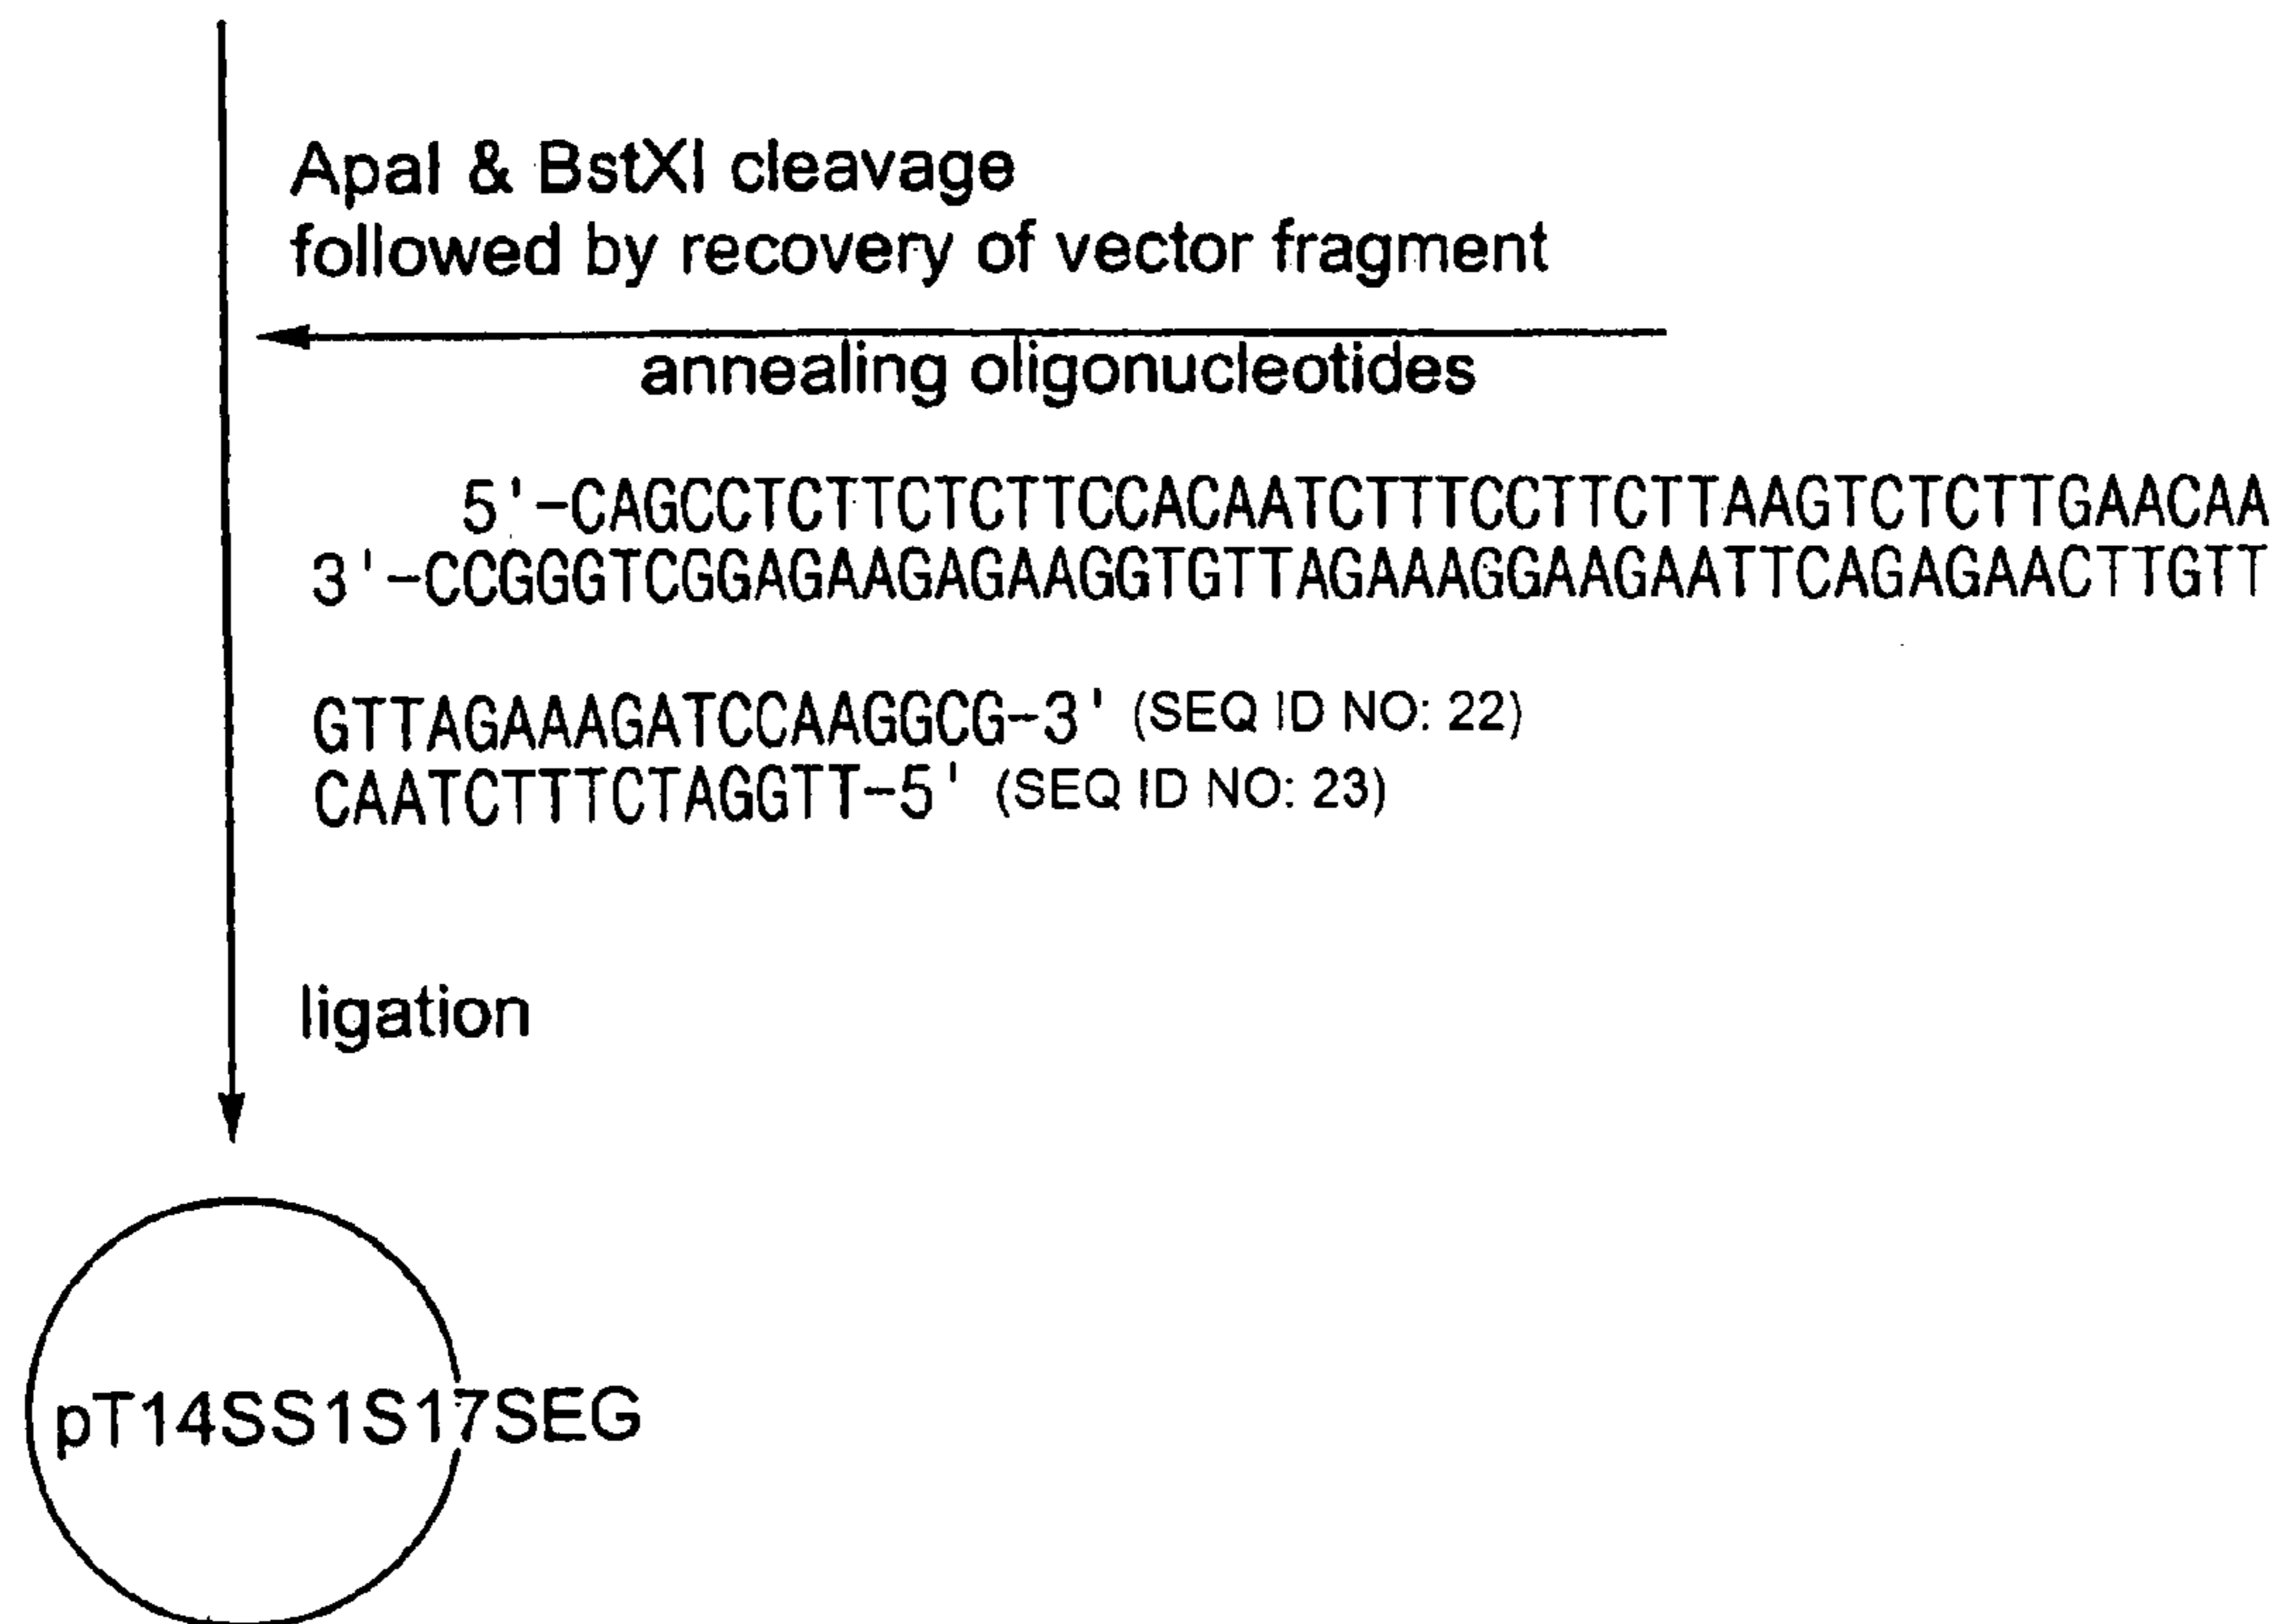 ApaI & BstXI cleavage
followed by recovery of vector fragment
annealing oligonucleotides
5'-CAGCCTCTTCTCTTCCACAATCTTTCCTTCTTAAGTCTCTTGAACAA
3'-CCGGGTCGGAGAAGAGAAGGTGTTAGAAAGGAAGAATTCAGAGAACTTGTT
GTTAGAAAGATCCAAGGCG-3' (SEQ ID NO: 22)
CAATCTTTCTAGGTT-5' (SEQ ID NO: 23)
ligation
pT14SS1S17SEG